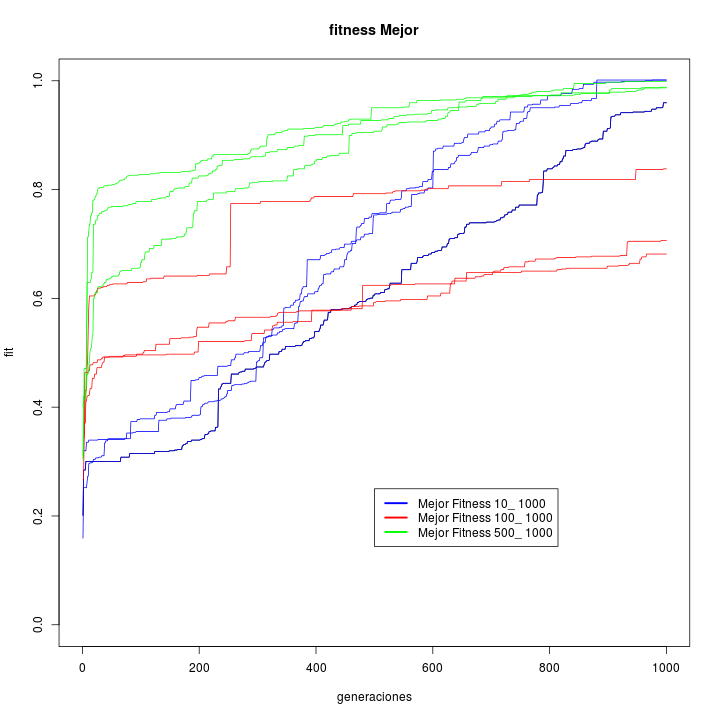 fitness Mejor
fit
1.0
0.8
0.6
0.4
0.2
0.0
Mejor Fitness 10_ 1000
Mejor Fitness 100_ 1000
Mejor Fitness 500_ 1000
0 200 400 600 800 1000
generaciones